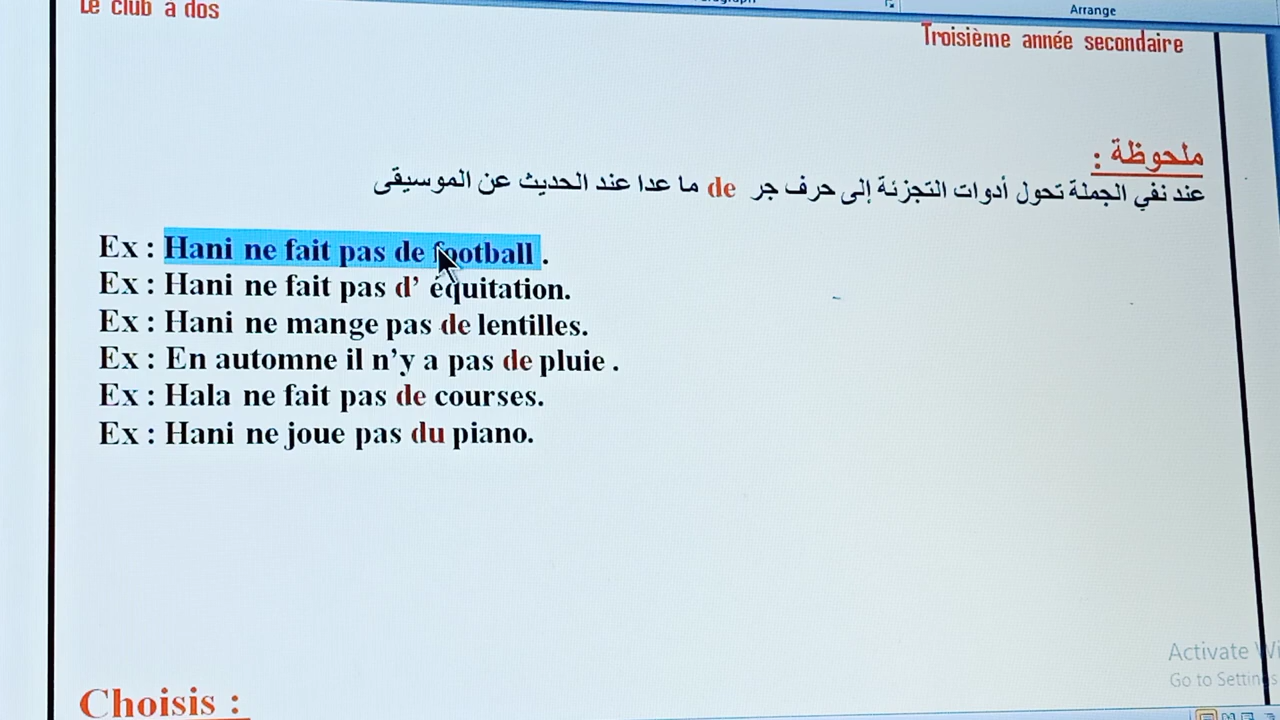 Le club à dos
Arrange
Troisième année secondaire
ملحوظة :
عند نفي الجملة تحول أدوات التجزئة إلى حرف جر de ما عدا عند الحديث عن الموسيقى
Ex : Hani ne fait pas de football .
Ex : Hani ne fait pas d’ équitation.
Ex : Hani ne mange pas de lentilles.
Ex : En automne il n’y a pas de pluie .
Ex : Hala ne fait pas de courses.
Ex : Hani ne joue pas du piano.
Activate
Go to Settings
Choisis :